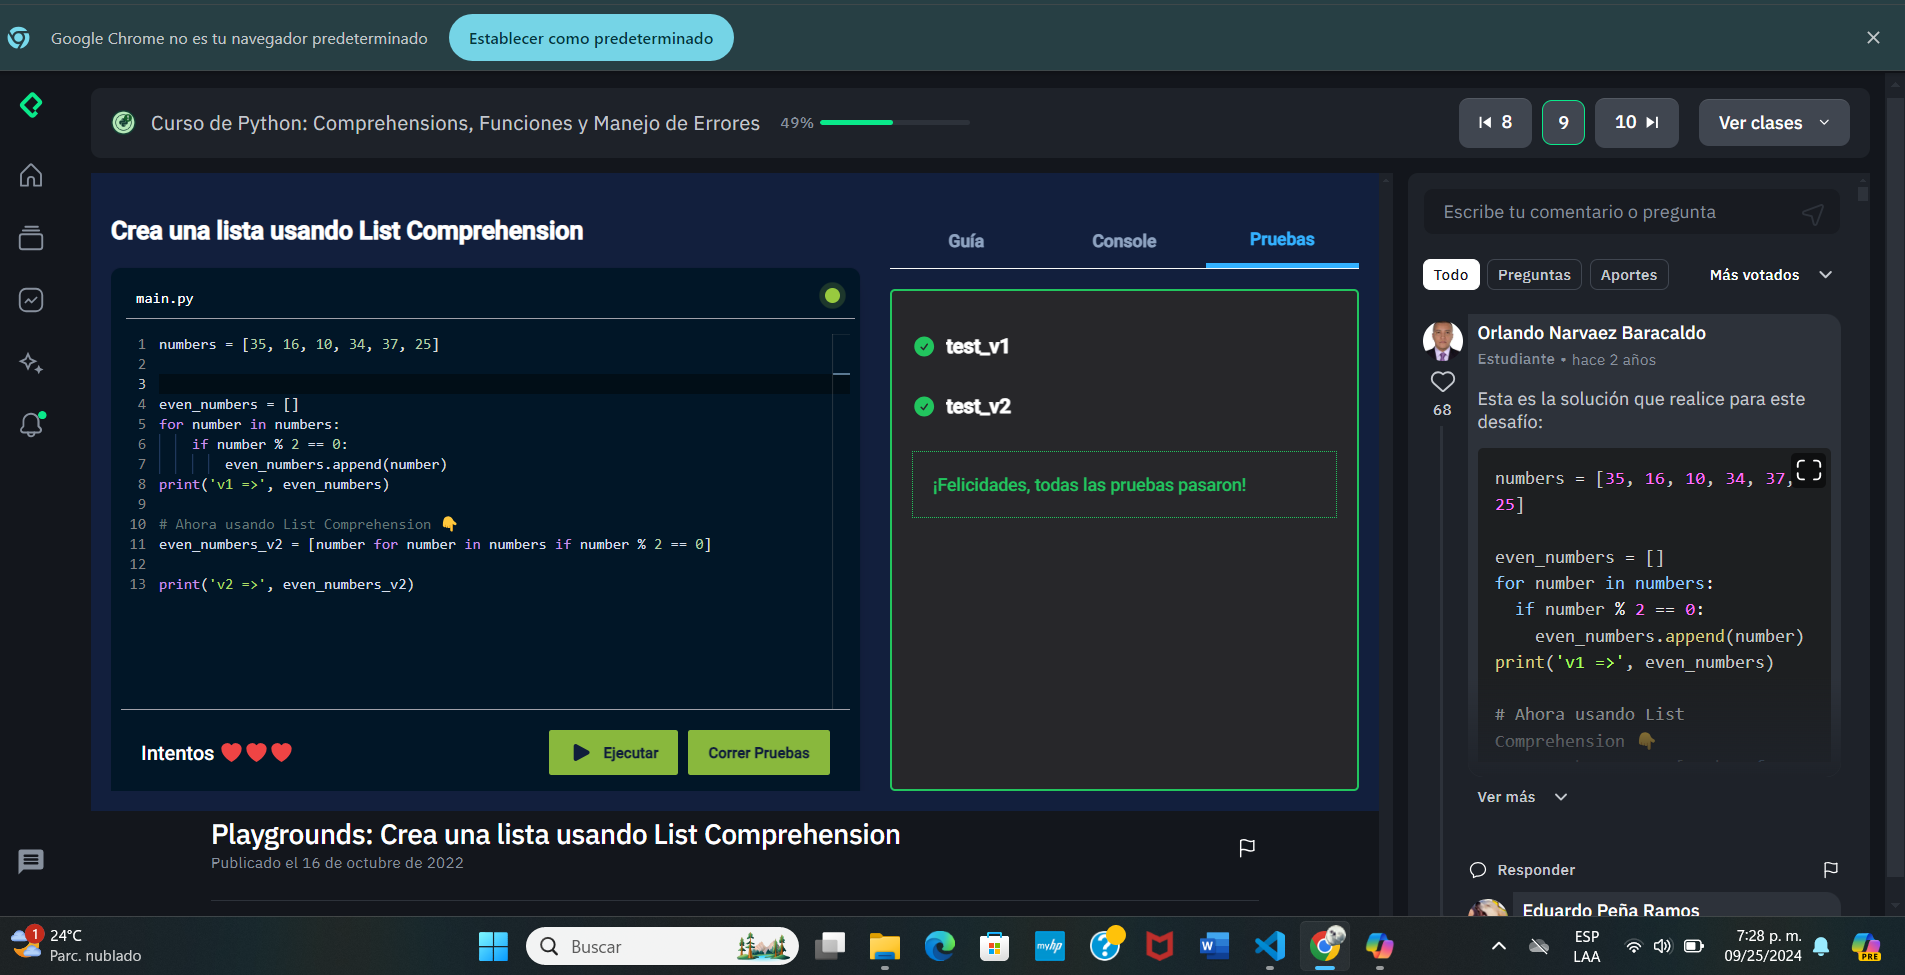 Google Chrome no es tu navegador predeterminado
Establecer como predeterminado
Curso de Python: Comprehensions, Funciones y Manejo de Errores
49%
8
9
10
Ver clases
Crea una lista usando List Comprehension
main.py
1 numbers = [35, 16, 10, 34, 37, 25]
2
3
4 even_numbers = []
5 for number in numbers:
6 if number % 2 == 0:
7 even_numbers.append(number)
8 print('v1 =>', even_numbers)
9
10 # Ahora usando List Comprehension 👇
11 even_numbers_v2 = [number for number in numbers if number % 2 == 0]
12
13 print('v2 =>', even_numbers_v2)
Intentos ❤️❤️❤️
Ejecutar
Correr Pruebas
Guía
Console
Pruebas
test_v1
test_v2
¡Felicidades, todas las pruebas pasaron!
Playgrounds: Crea una lista usando List Comprehension
Publicado el 16 de octubre de 2022
Escribe tu comentario o pregunta
Todo
Preguntas
Aportes
Más votados
Orlando Narvaez Baracaldo
Estudiante • hace 2 años
68
Esta es la solución que realice para este
desafío:
numbers = [35, 16, 10, 34, 37,
25]
even_numbers = []
for number in numbers:
if number % 2 == 0:
even_numbers.append(number)
print('v1 =>', even_numbers)
# Ahora usando List
Comprehension 👇
Ver más
Responder
Eduardo Peña Ramos
1
24°C
Parc. nublado
Buscar
myhp
W
PRE
ESP
LAA
7:28 p. m.
09/25/2024